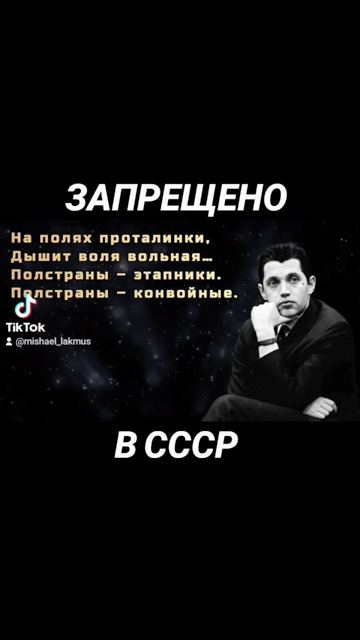 ЗАПРЕЩЕНО
На полях проталинки,
Дышит воля вольная…
Полстраны – этапники.
Полстраны – конвойные.
TikTok
@mishael_lakmus
В СССР